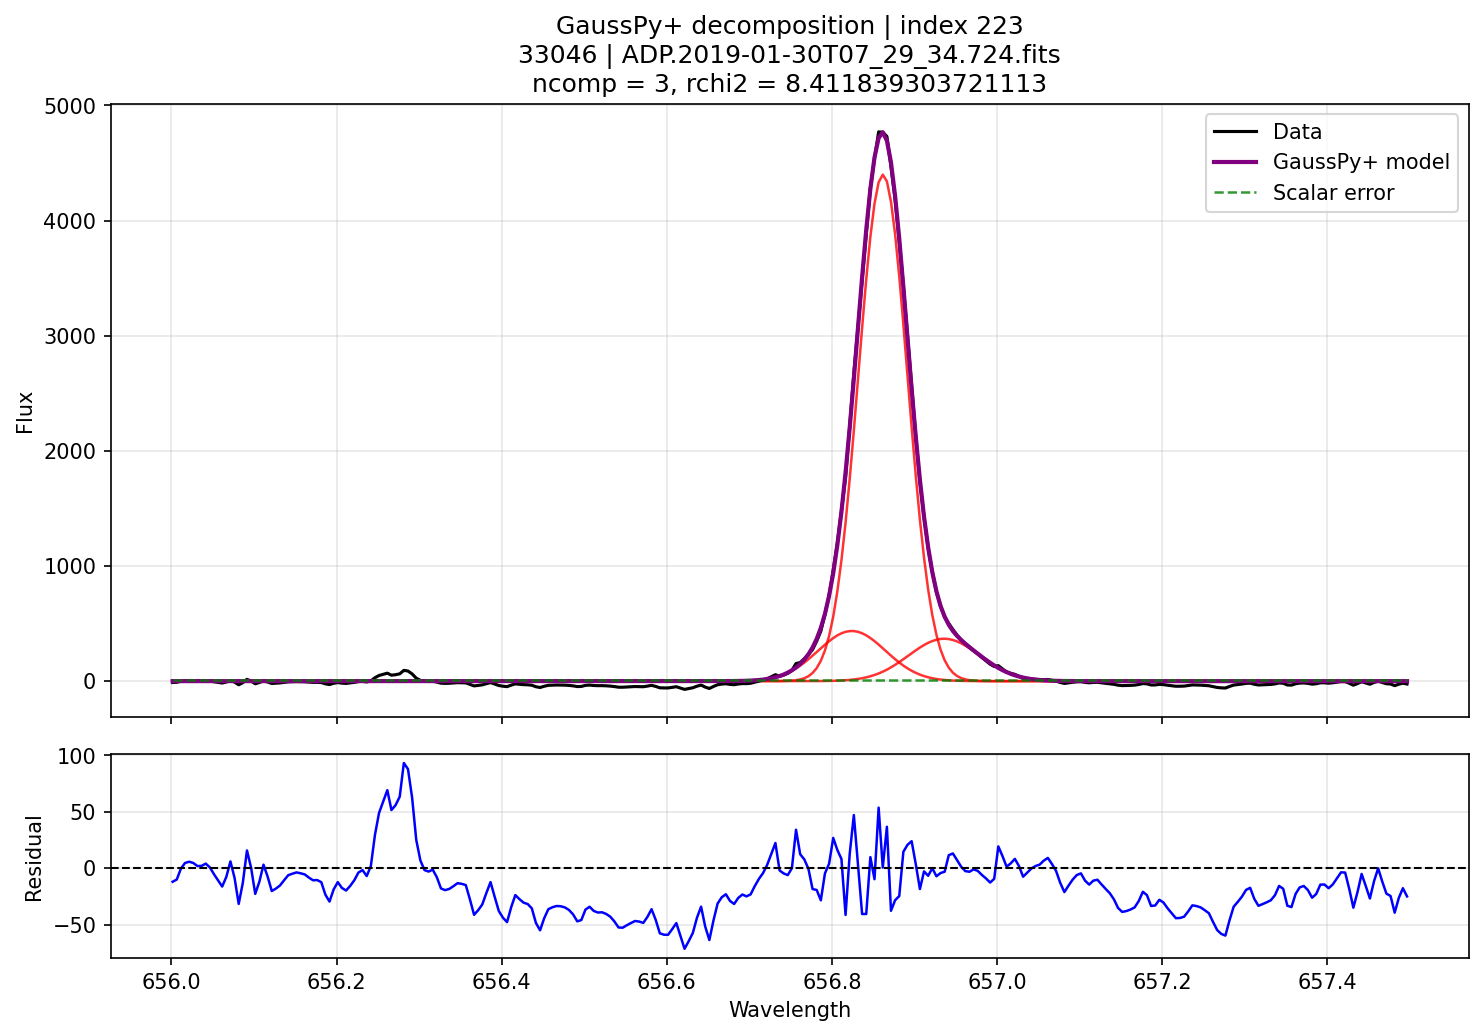 GaussPy+ decomposition | index 223
33046 | ADP.2019-01-30T07_29_34.724.fits
ncomp = 3, rchi2 = 8.411839303721113
5000
4000
3000
2000
1000
0
Flux
Data
GaussPy+ model
Scalar error
100
50
0
−50
Residual
656.0 656.2 656.4 656.6 656.8 657.0 657.2 657.4
Wavelength